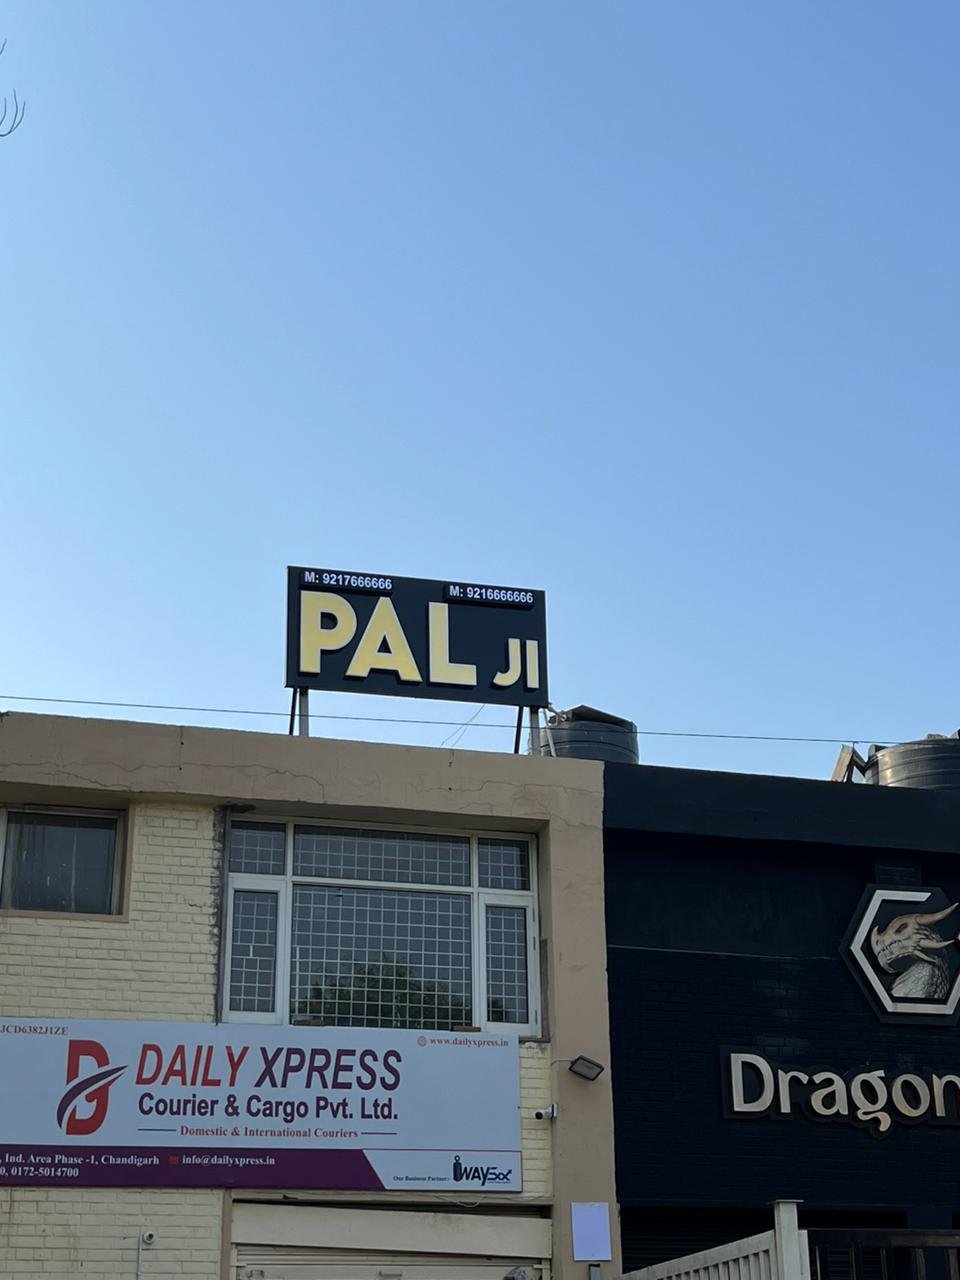 M: 9217666666
M: 9216666666
PAL JI
JCD6382J1ZE
www.dailyxpress.in
DAILY XPRESS
Courier & Cargo Pvt. Ltd.
Domestic & International Couriers
, Ind. Area Phase -1, Chandigarh info@dailyxpress.in
0, 0172-5014700
Our Business Partner:-
WAY
Dragon